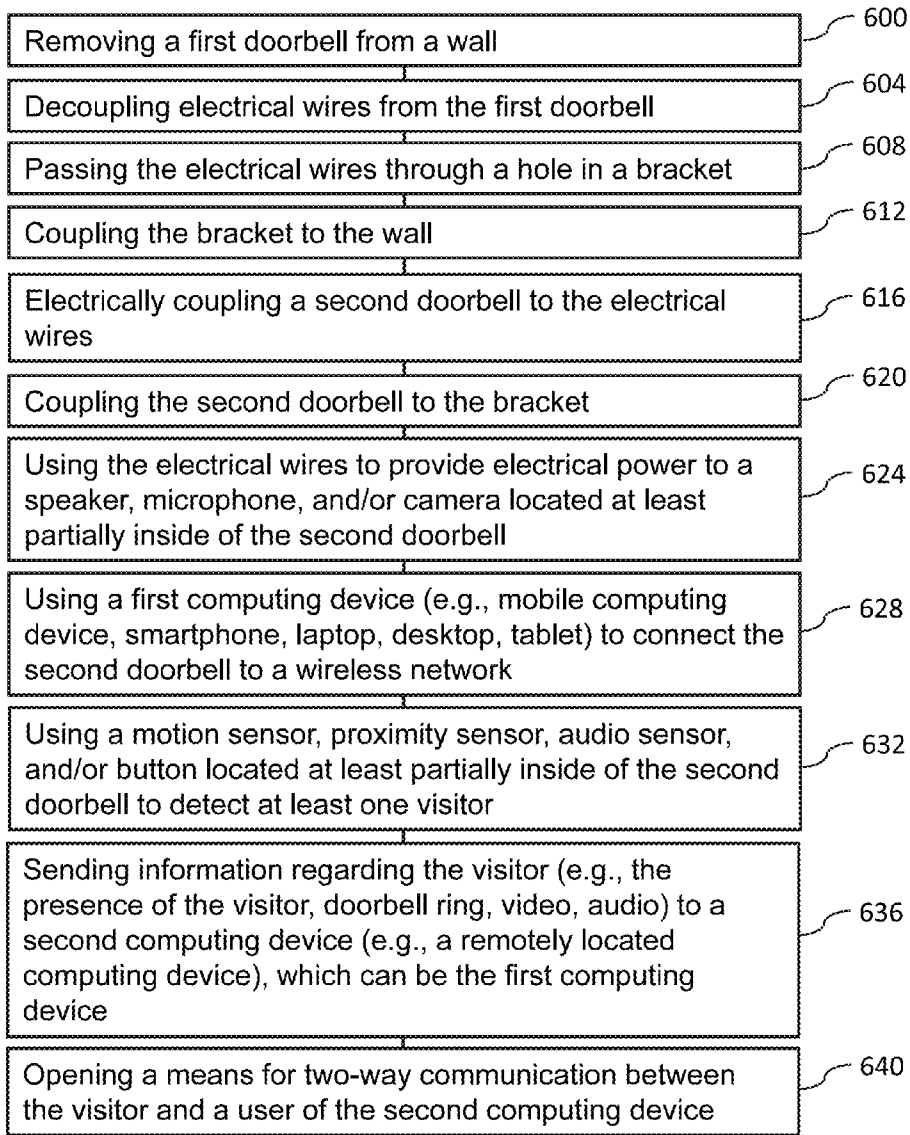 Removing a first doorbell from a wall
600
Decoupling electrical wires from the first doorbell
604
Passing the electrical wires through a hole in a bracket
608
Coupling the bracket to the wall
612
Electrically coupling a second doorbell to the electrical
wires
616
Coupling the second doorbell to the bracket
620
Using the electrical wires to provide electrical power to a
speaker, microphone, and/or camera located at least
partially inside of the second doorbell
624
Using a first computing device (e.g., mobile computing
device, smartphone, laptop, desktop, tablet) to connect the
second doorbell to a wireless network
628
Using a motion sensor, proximity sensor, audio sensor,
and/or button located at least partially inside of the second
doorbell to detect at least one visitor
632
Sending information regarding the visitor (e.g., the
presence of the visitor, doorbell ring, video, audio) to a
second computing device (e.g., a remotely located
computing device), which can be the first computing
device
636
Opening a means for two-way communication between
the visitor and a user of the second computing device
640